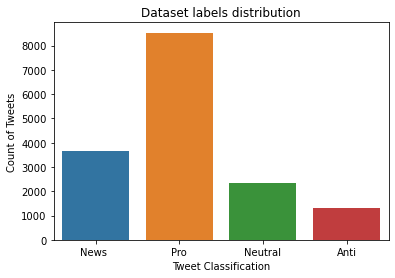 Dataset labels distribution
8000
7000
6000
5000
4000
3000
2000
1000
0
Count of Tweets
News Pro Neutral Anti
Tweet Classification